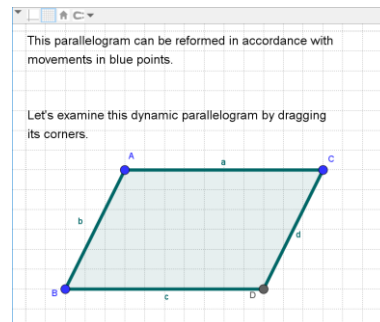 This parallelogram can be reformed in accordance with
movements in blue points.
Let's examine this dynamic parallelogram by dragging
its corners.
A
a
C
b
d
B
c
D